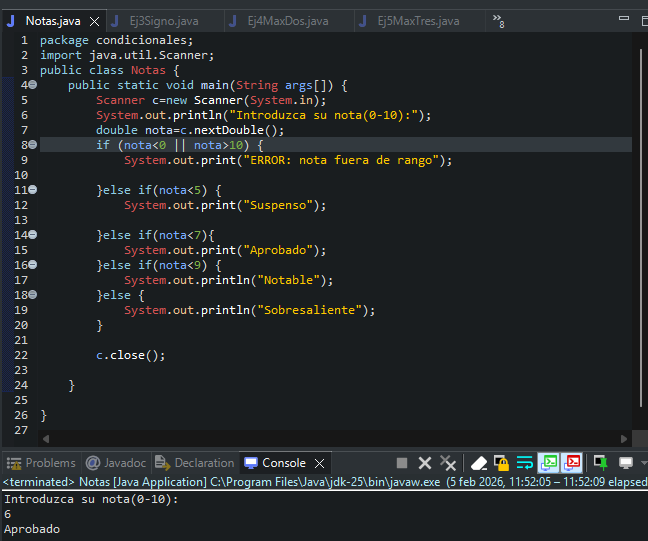 Notas.java
Ej3Signo.java
Ej4MaxDos.java
Ej5MaxTres.java
8
1 package condicionales;
2 import java.util.Scanner;
3 public class Notas {
4 public static void main(String args[]) {
5 Scanner c=new Scanner(System.in);
6 System.out.println("Introduzca su nota(0-10):");
7 double nota=c.nextDouble();
8 if (nota<0 || nota>10) {
9 System.out.print("ERROR: nota fuera de rango");
10
11 }else if(nota<5) {
12 System.out.print("Suspenso");
13
14 }else if(nota<7){
15 System.out.print("Aprobado");
16 }else if(nota<9) {
17 System.out.println("Notable");
18 }else {
19 System.out.println("Sobresaliente");
20 }
21
22 c.close();
23
24 }
25
26 }
27
Problems
Javadoc
Declaration
Console
<terminated> Notas [Java Application] C:\Program Files\Java\jdk-25\bin\javaw.exe (5 feb 2026, 11:52:05 – 11:52:09 elapsed
Introduzca su nota(0-10):
6
Aprobado